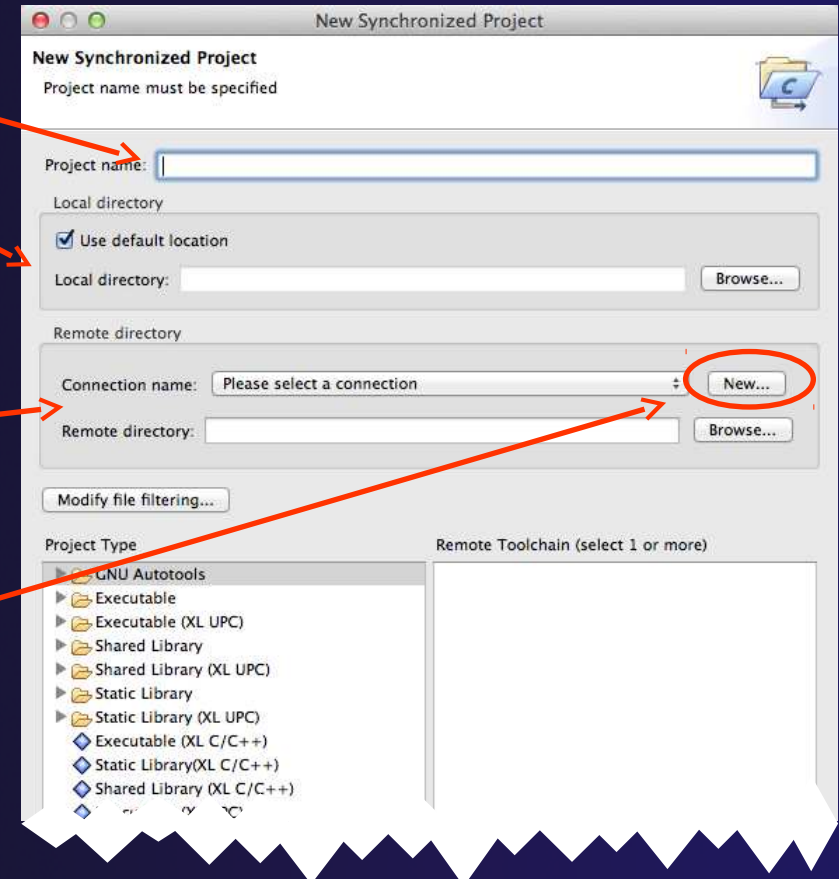 New Synchronized Project
New Synchronized Project
Project name must be specified
C
Project name:
Local directory
Use default location
Local directory:
Browse...
Remote directory
Connection name:
Please select a connection
New...
Remote directory:
Browse...
Modify file filtering...
Project Type
Remote Toolchain (select 1 or more)
GNU Autotools
Executable
Executable (XL UPC)
Shared Library
Shared Library (XL UPC)
Static Library
Static Library (XL UPC)
Executable (XL C/C++)
Static Library(XL C/C++)
Shared Library (XL C/C++)